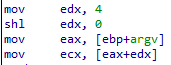 mov edx, 4
shl edx, 0
mov eax, [ebp+argv]
mov ecx, [eax+edx]